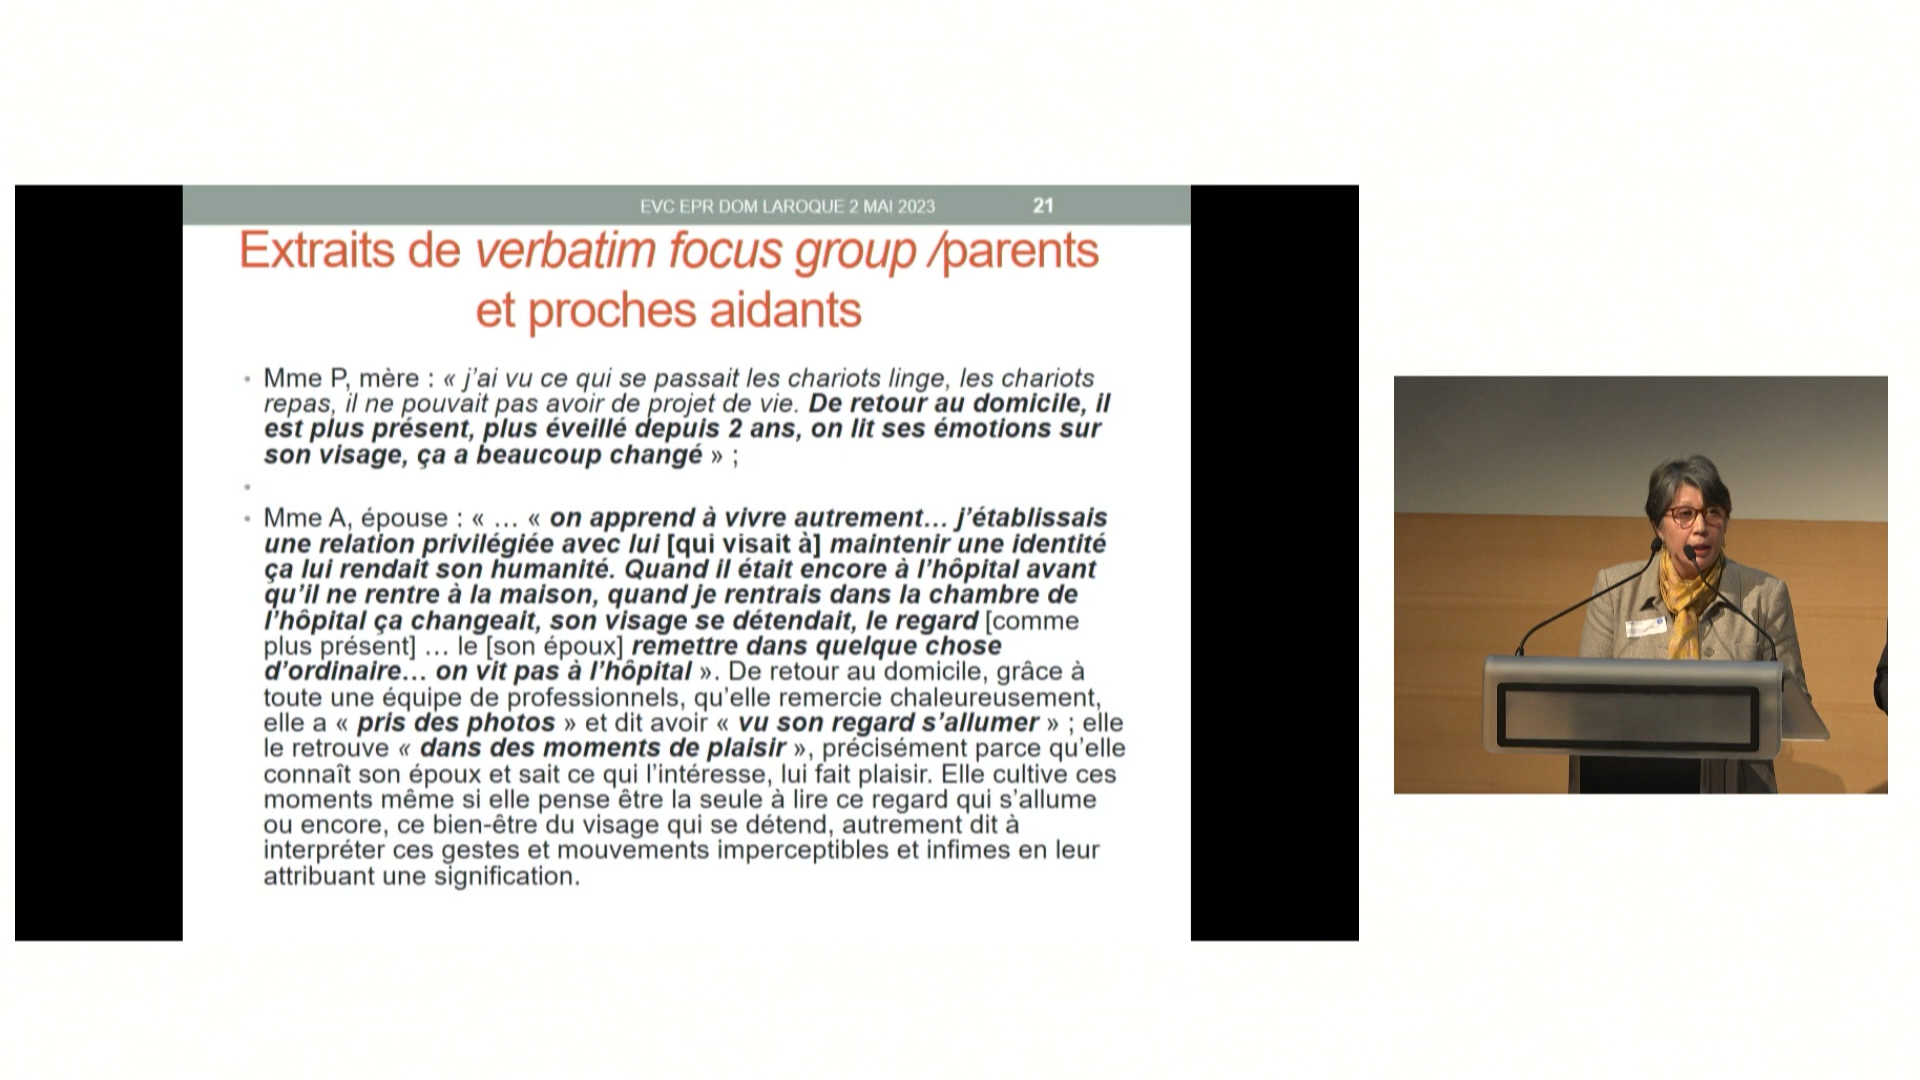 EVC EPR DOM LAROQUE 2 MAI 2023 21
Extraits de verbatim focus group /parents
et proches aidants
• Mme P, mère : « j’ai vu ce qui se passait les chariots linge, les chariots
repas, il ne pouvait pas avoir de projet de vie. De retour au domicile, il
est plus présent, plus éveillé depuis 2 ans, on lit ses émotions sur
son visage, ça a beaucoup changé » ;
•
• Mme A, épouse : « … « on apprend à vivre autrement… j’établissais
une relation privilégiée avec lui [qui visait à] maintenir une identité
ça lui rendait son humanité. Quand il était encore à l’hôpital avant
qu’il ne rentre à la maison, quand je rentrais dans la chambre de
l’hôpital ça changeait, son visage se détendait, le regard [comme
plus présent] … le [son époux] remettre dans quelque chose
d’ordinaire… on vit pas à l’hôpital ». De retour au domicile, grâce à
toute une équipe de professionnels, qu’elle remercie chaleureusement,
elle a « pris des photos » et dit avoir « vu son regard s’allumer » ; elle
le retrouve « dans des moments de plaisir », précisément parce qu’elle
connaît son époux et sait ce qui l’intéresse, lui fait plaisir. Elle cultive ces
moments même si elle pense être la seule à lire ce regard qui s’allume
ou encore, ce bien-être du visage qui se détend, autrement dit à
interpréter ces gestes et mouvements imperceptibles et infimes en leur
attribuant une signification.